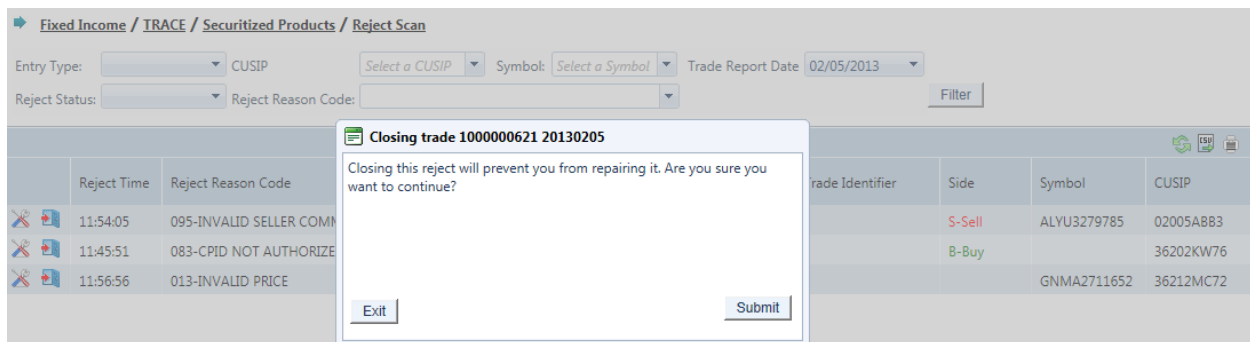 Fixed Income / TRACE / Securitized Products / Reject Scan
Entry Type: CUSIP Select a CUSIP Symbol: Select a Symbol Trade Report Date 02/05/2013
Reject Status: Reject Reason Code: Filter
Closing trade 1000000621 20130205
CSV
Closing this reject will prevent you from repairing it. Are you sure you
want to continue?
Reject Time Reject Reason Code Trade Identifier Side Symbol CUSIP
11:54:05 095-INVALID SELLER COMM S-Sell ALYU3279785 02005ABB3
11:45:51 083-CPID NOT AUTHORIZE B-Buy 36202KW76
11:56:56 013-INVALID PRICE GNMA2711652 36212MC72
Exit Submit